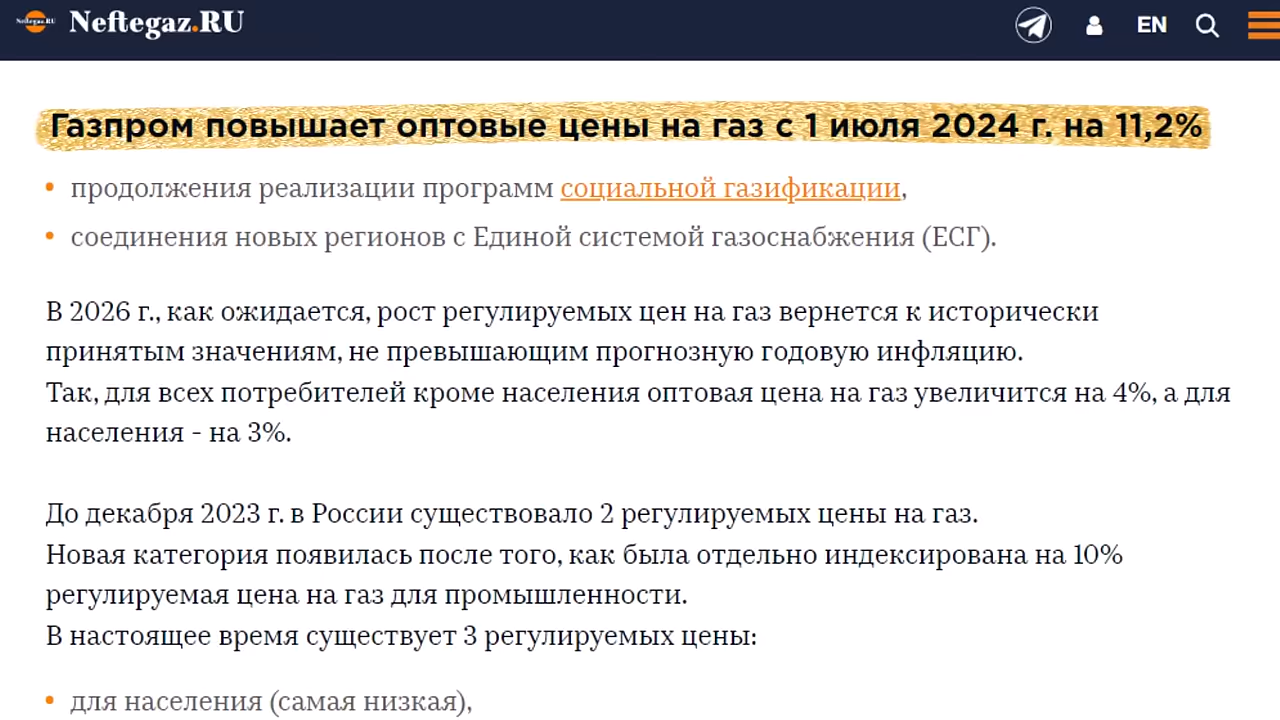 Neftegaz.RU
Neftegaz.RU
EN
Газпром повышает оптовые цены на газ с 1 июля 2024 г. на 11,2%
• продолжения реализации программ социальной газификации,
• соединения новых регионов с Единой системой газоснабжения (ЕСГ).
В 2026 г., как ожидается, рост регулируемых цен на газ вернется к исторически
принятым значениям, не превышающим прогнозную годовую инфляцию.
Так, для всех потребителей кроме населения оптовая цена на газ увеличится на 4%, а для
населения - на 3%.
До декабря 2023 г. в России существовало 2 регулируемых цены на газ.
Новая категория появилась после того, как была отдельно индексирована на 10%
регулируемая цена на газ для промышленности.
В настоящее время существует 3 регулируемых цены:
• для населения (самая низкая),